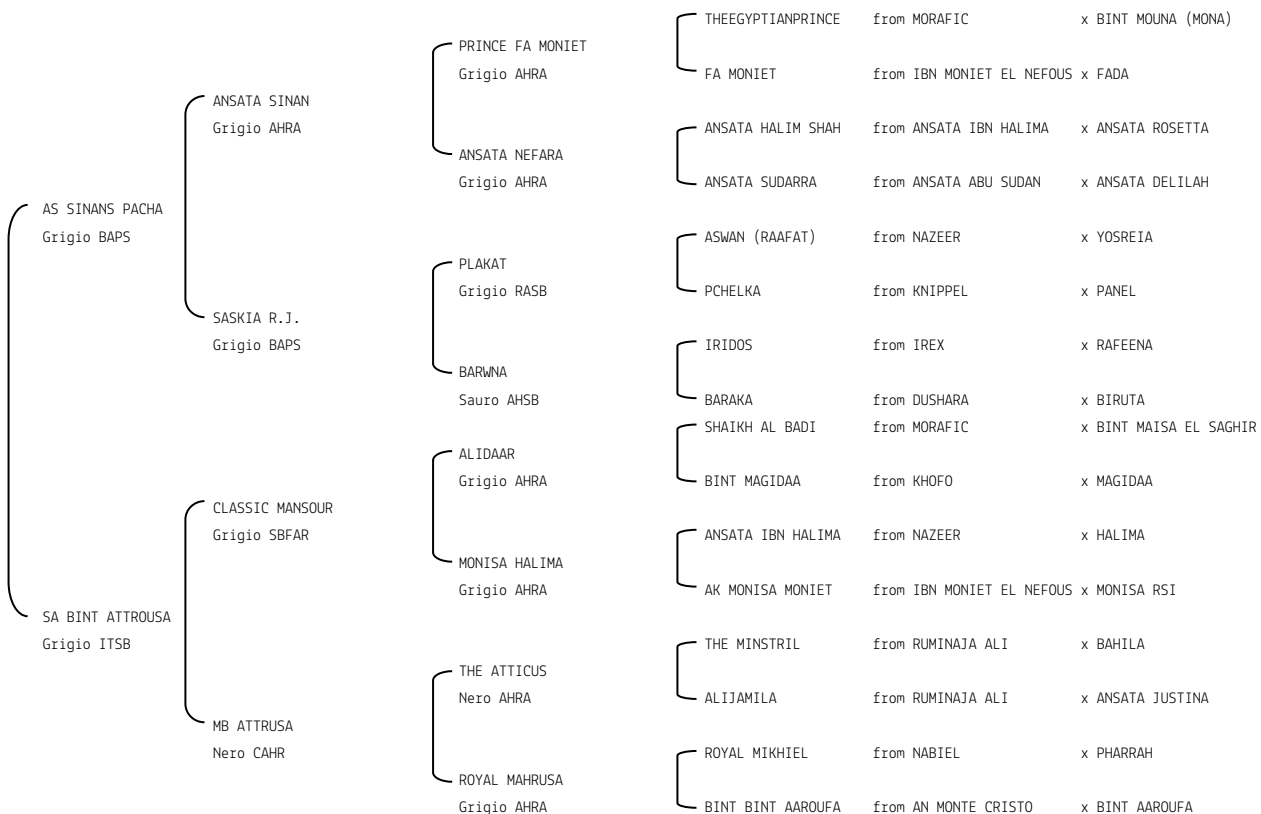 THEEGYPTIANPRINCE from MORAFIC x BINT MOUNA (MONA)
PRINCE FA MONIET
Grigio AHRA FA MONIET from IBN MONIET EL NEFOUS x FADA
ANSATA SINAN
Grigio AHRA ANSATA HALIM SHAH from ANSATA IBN HALIMA x ANSATA ROSETTA
ANSATA NEFARA
Grigio AHRA ANSATA SUDARRA from ANSATA ABU SUDAN x ANSATA DELILAH
AS SINANS PACHA
Grigio BAPS ASWAN (RAAFAT) from NAZEER x YOSREIA
PLAKAT
Grigio RASB PCHELKA from KNIPPEL x PANEL
SASKIA R.J.
Grigio BAPS IRIDOS from IREX x RAFEENA
BARWNA
Sauro AHSB BARAKA from DUSHARA x BIRUTA
SHAIKH AL BADI from MORAFIC x BINT MAISA EL SAGHIR
ALIDAAR
Grigio AHRA BINT MAGIDAA from KHOFO x MAGIDAA
CLASSIC MANSOUR
Grigio SBFAR ANSATA IBN HALIMA from NAZEER x HALIMA
MONISA HALIMA
Grigio AHRA AK MONISA MONIET from IBN MONIET EL NEFOUS x MONISA RSI
SA BINT ATTROUSA
Grigio ITSB THE MINSTRIL from RUMINAJA ALI x BAHILA
THE ATTICUS
Nero AHRA ALIJAMILA from RUMINAJA ALI x ANSATA JUSTINA
MB ATTRUSA
Nero CAHR ROYAL MIKHIEL from NABIEL x PHARRAH
ROYAL MAHRUSA
Grigio AHRA BINT BINT AAROUFA from AN MONTE CRISTO x BINT AAROUFA